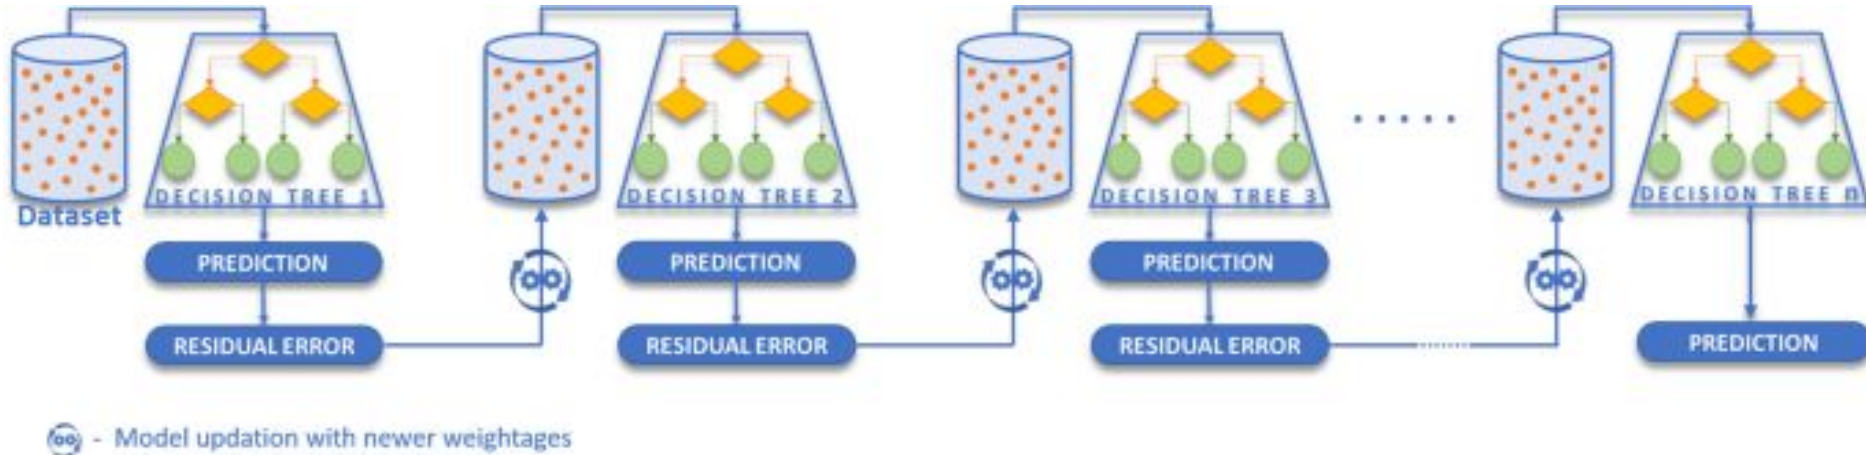 DECISION TREE 1
DECISION TREE 2
DECISION TREE 3
DECISION TREE n
Dataset
PREDICTION
PREDICTION
PREDICTION
RESIDUAL ERROR
RESIDUAL ERROR
RESIDUAL ERROR
PREDICTION
- Model updation with newer weightages